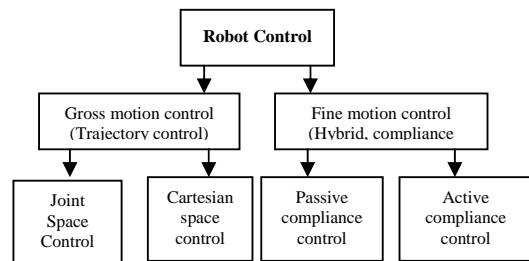 Robot Control
Gross motion control
(Trajectory control)
Fine motion control
(Hybrid, compliance
Joint
Space
Control
Cartesian
space
control
Passive
compliance
control
Active
compliance
control